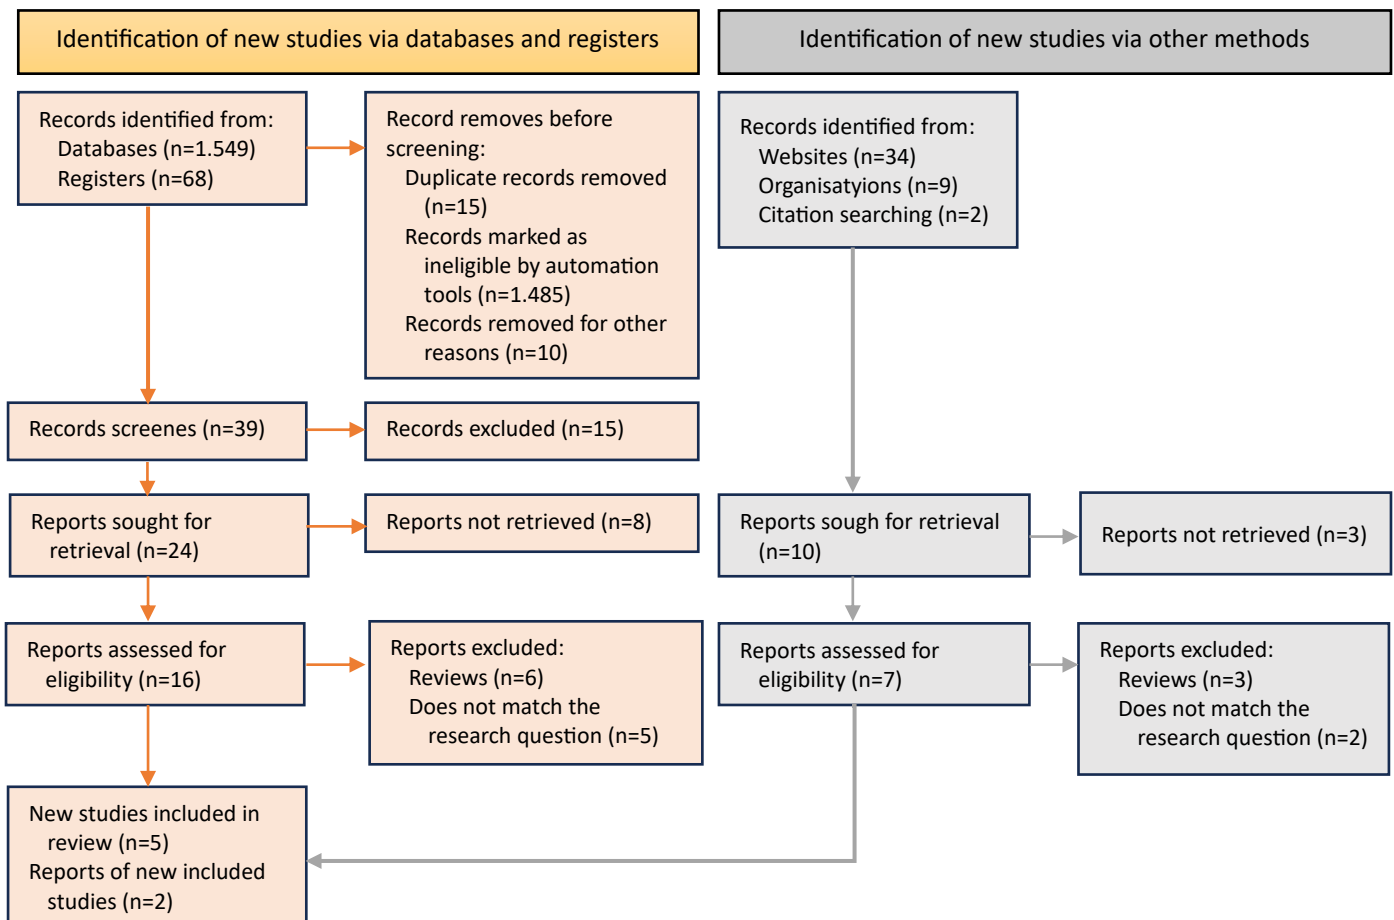 Identification of new studies via databases and registers
Identification of new studies via other methods
Records identified from:
Databases (n=1.549)
Registers (n=68)
Record removes before
screening:
Duplicate records removed
(n=15)
Records marked as
ineligible by automation
tools (n=1.485)
Records removed for other
reasons (n=10)
Records identified from:
Websites (n=34)
Organisatyions (n=9)
Citation searching (n=2)
Records screenes (n=39)
Records excluded (n=15)
Reports sought for
retrieval (n=24)
Reports not retrieved (n=8)
Reports sough for retrieval
(n=10)
Reports not retrieved (n=3)
Reports assessed for
eligibility (n=16)
Reports excluded:
Reviews (n=6)
Does not match the
research question (n=5)
Reports assessed for
eligibility (n=7)
Reports excluded:
Reviews (n=3)
Does not match the
research question (n=2)
New studies included in
review (n=5)
Reports of new included
studies (n=2)